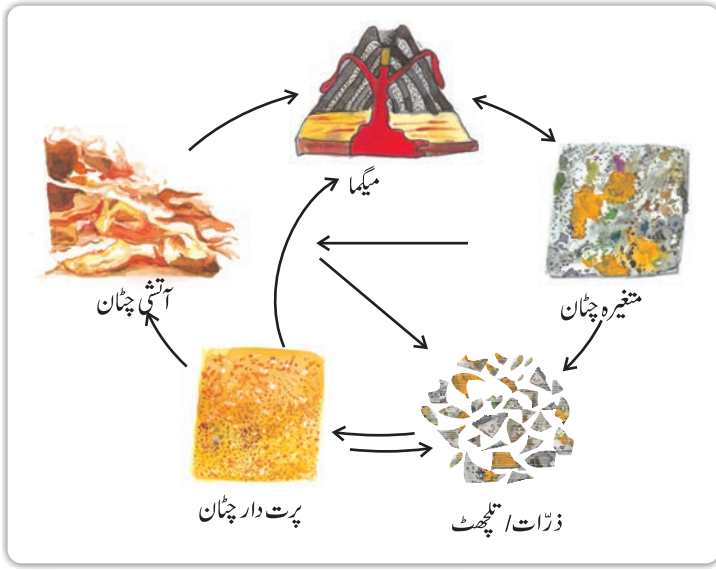 میگما
متغیرہ چٹان
آتشی چٹان
پرت دار چٹان
ذرّات/ تلچھٹ